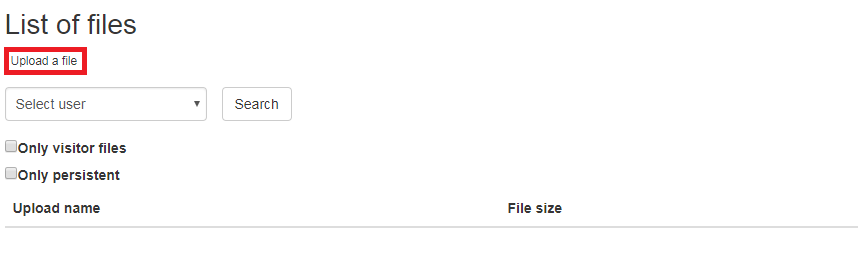 List of files
Upload a file
Select user Search
Only visitor files
Only persistent
Upload name File size